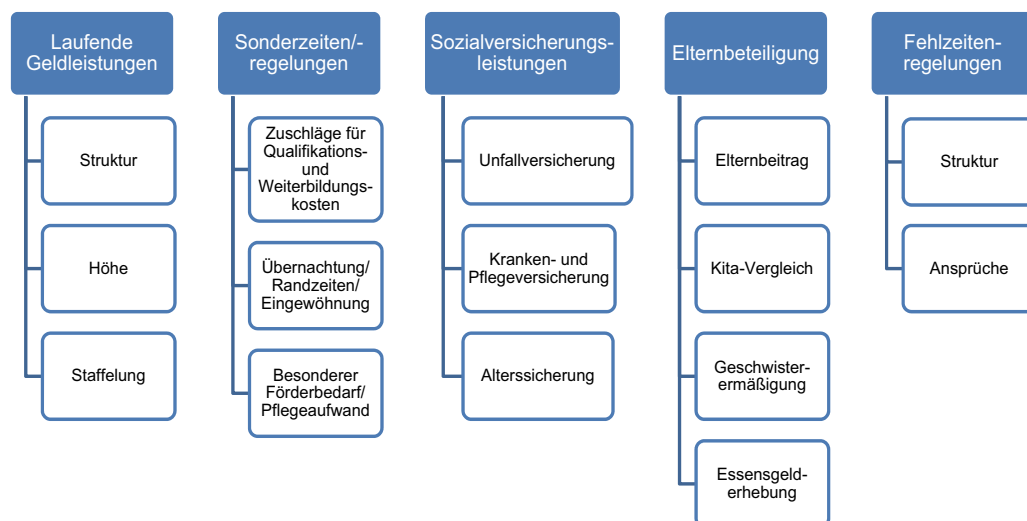 Laufende
Geldleistungen
Struktur
Höhe
Staffelung
Sonderzeiten/-
regelungen
Zuschläge für
Qualifikations-
und
Weiterbildungs-
kosten
Übernachtung/
Randzeiten/
Eingewöhnung
Besonderer
Förderbedarf/
Pflegeaufwand
Sozialversicherungs-
leistungen
Unfallversicherung
Kranken- und
Pflegeversicherung
Alterssicherung
Elternbeteiligung
Elternbeitrag
Kita-Vergleich
Geschwister-
ermäßigung
Essensgeld-
erhebung
Fehlzeiten-
regelungen
Struktur
Ansprüche